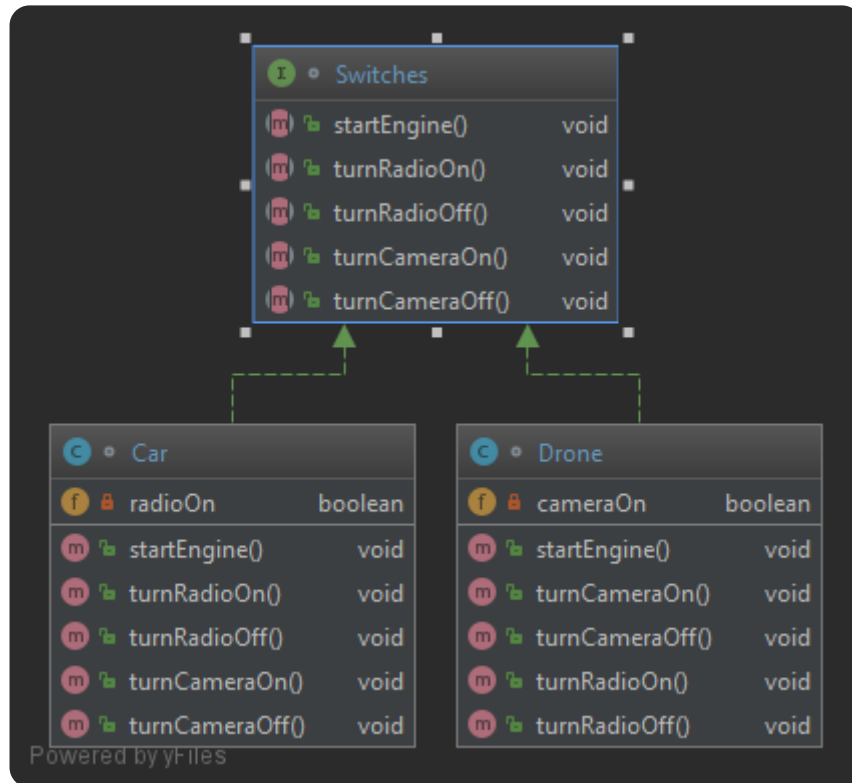 Switches
startEngine() void
turnRadioOn() void
turnRadioOff() void
turnCameraOn() void
turnCameraOff() void
Car
radioOn boolean
startEngine() void
turnRadioOn() void
turnRadioOff() void
turnCameraOn() void
turnCameraOff() void
Drone
cameraOn boolean
startEngine() void
turnCameraOn() void
turnCameraOff() void
turnRadioOn() void
turnRadioOff() void
Powered by yFiles